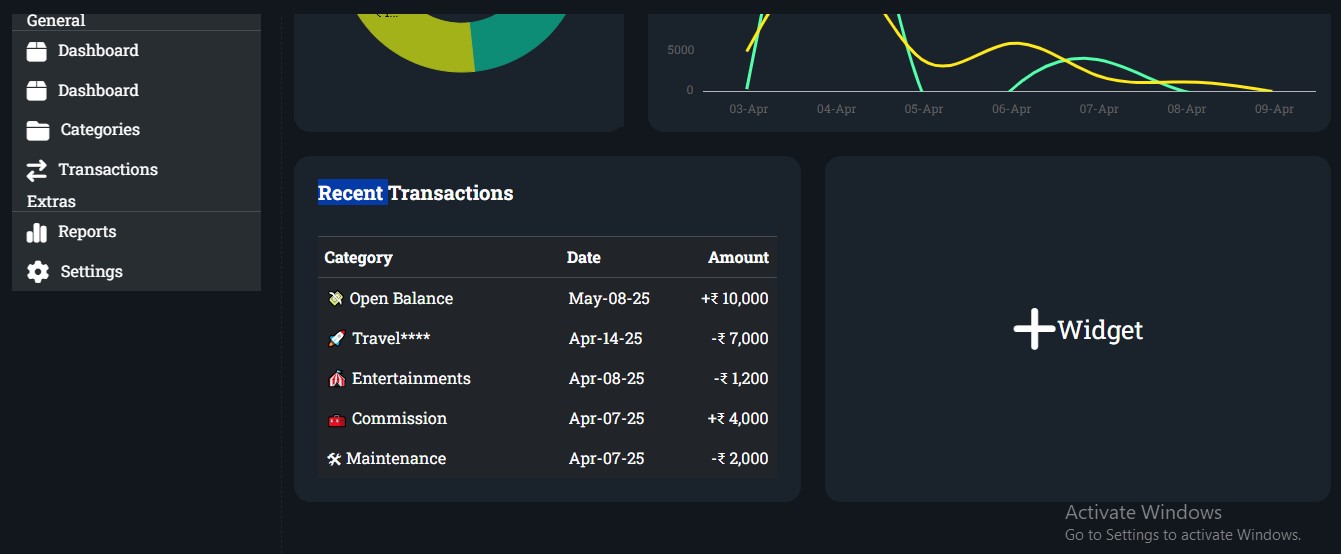 General
Dashboard
Dashboard
Categories
Transactions
Extras
Reports
Settings
5000
0
03-Apr 04-Apr 05-Apr 06-Apr 07-Apr 08-Apr 09-Apr
Recent Transactions
Category Date Amount
Open Balance May-08-25 +₹ 10,000
Travel**** Apr-14-25 -₹ 7,000
Entertainments Apr-08-25 -₹ 1,200
Commission Apr-07-25 +₹ 4,000
Maintenance Apr-07-25 -₹ 2,000
Widget
Activate Windows
Go to Settings to activate Windows.